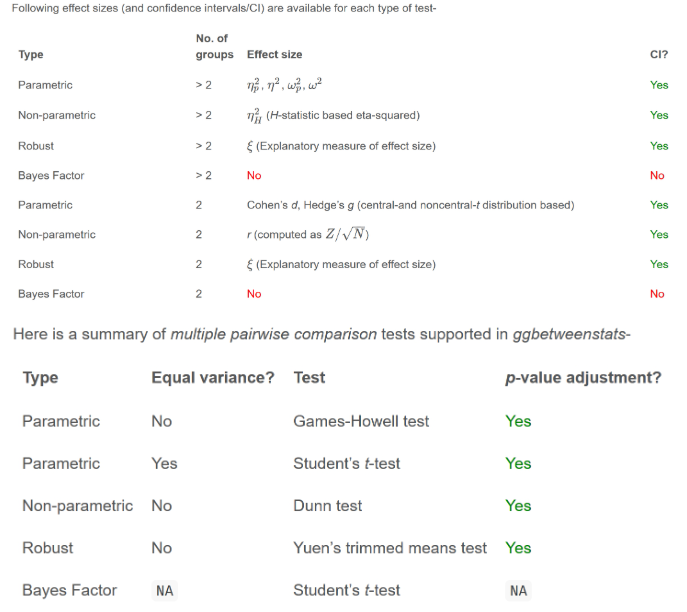 Following effect sizes (and confidence intervals/CI) are available for each type of test-
Type No. of groups Effect size CI?
Parametric > 2 η²ₚ, η², ω²ₚ, ω² Yes
Non-parametric > 2 η²_H (H-statistic based eta-squared) Yes
Robust > 2 ξ (Explanatory measure of effect size) Yes
Bayes Factor > 2 No No
Parametric 2 Cohen's d, Hedge's g (central-and noncentral-t distribution based) Yes
Non-parametric 2 r (computed as Z/√N) Yes
Robust 2 ξ (Explanatory measure of effect size) Yes
Bayes Factor 2 No No
Here is a summary of multiple pairwise comparison tests supported in ggbetweenstats-
Type Equal variance? Test p-value adjustment?
Parametric No Games-Howell test Yes
Parametric Yes Student's t-test Yes
Non-parametric No Dunn test Yes
Robust No Yuen's trimmed means test Yes
Bayes Factor NA Student's t-test NA